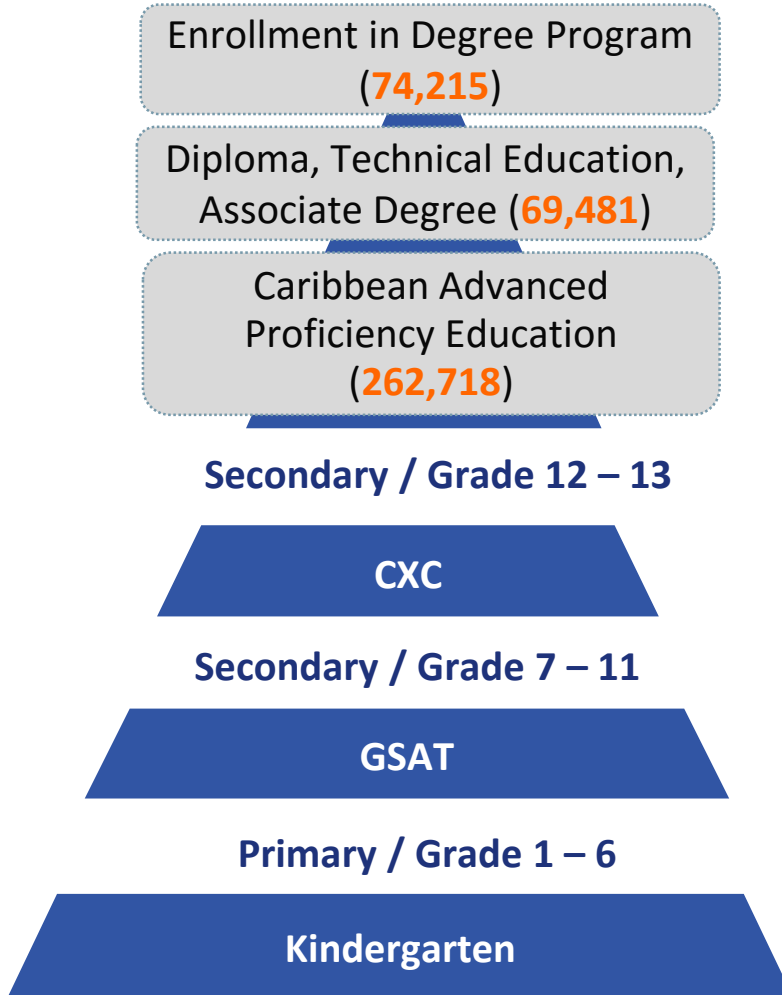 Enrollment in Degree Program
(74,215)
Diploma, Technical Education,
Associate Degree (69,481)
Caribbean Advanced
Proficiency Education
(262,718)
Secondary / Grade 12 – 13
CXC
Secondary / Grade 7 – 11
GSAT
Primary / Grade 1 – 6
Kindergarten